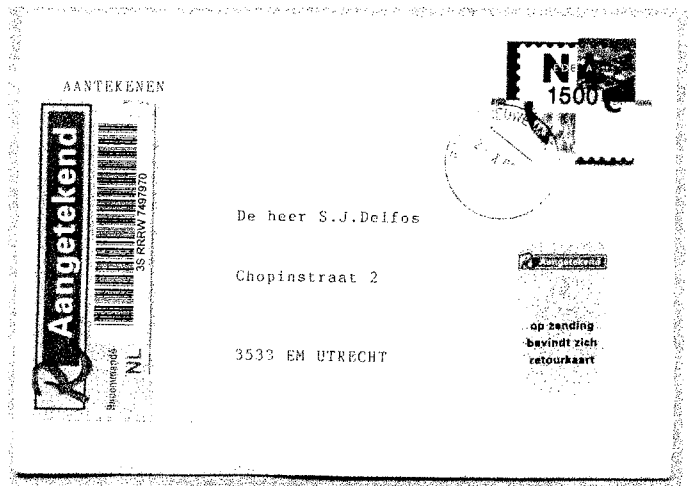 AANTEKENEN
Aangetekend
R
3S RRRW 7497970
Recommandé
NL
1500
De heer S.J.Delfos
Chopinstraat 2
3533 EM UTRECHT
R Aangetekend
op zending
bevindt zich
retourkaart